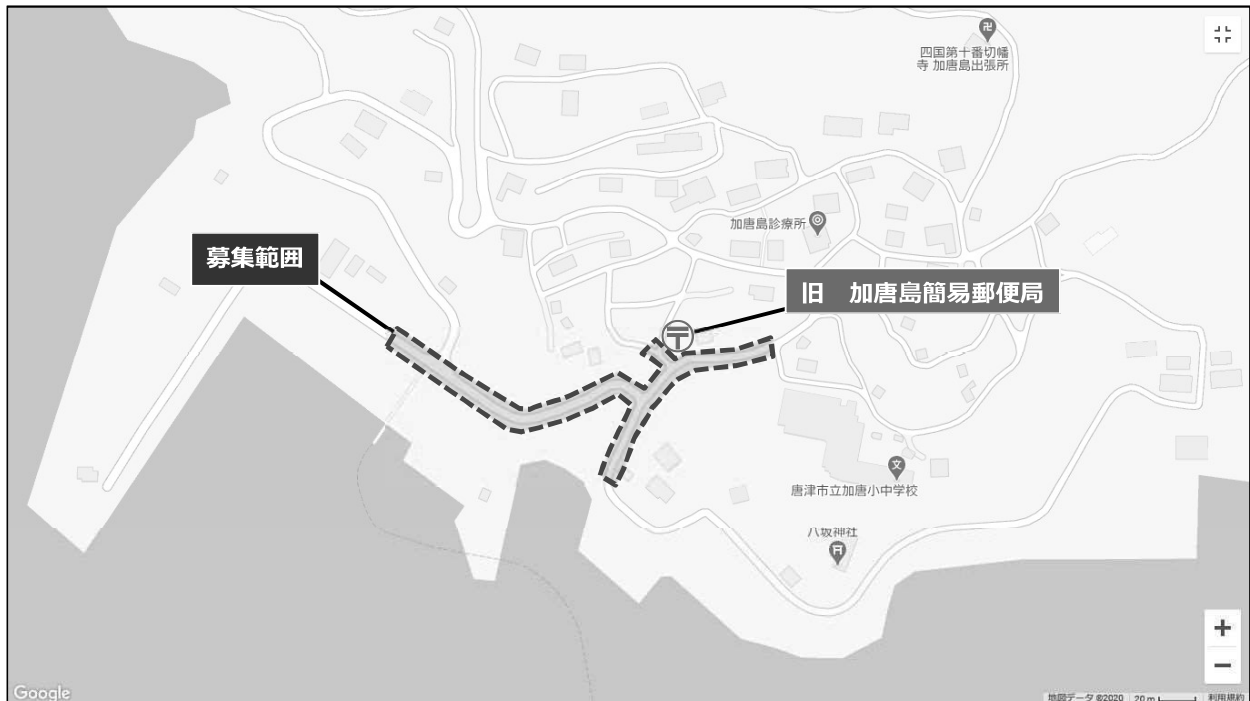 四国第十番切幡
寺 加唐島出張所
加唐島診療所
募集範囲
旧　加唐島簡易郵便局
唐津市立加唐小中学校
八坂神社
Google
地図データ ©2020
20 m
利用規約